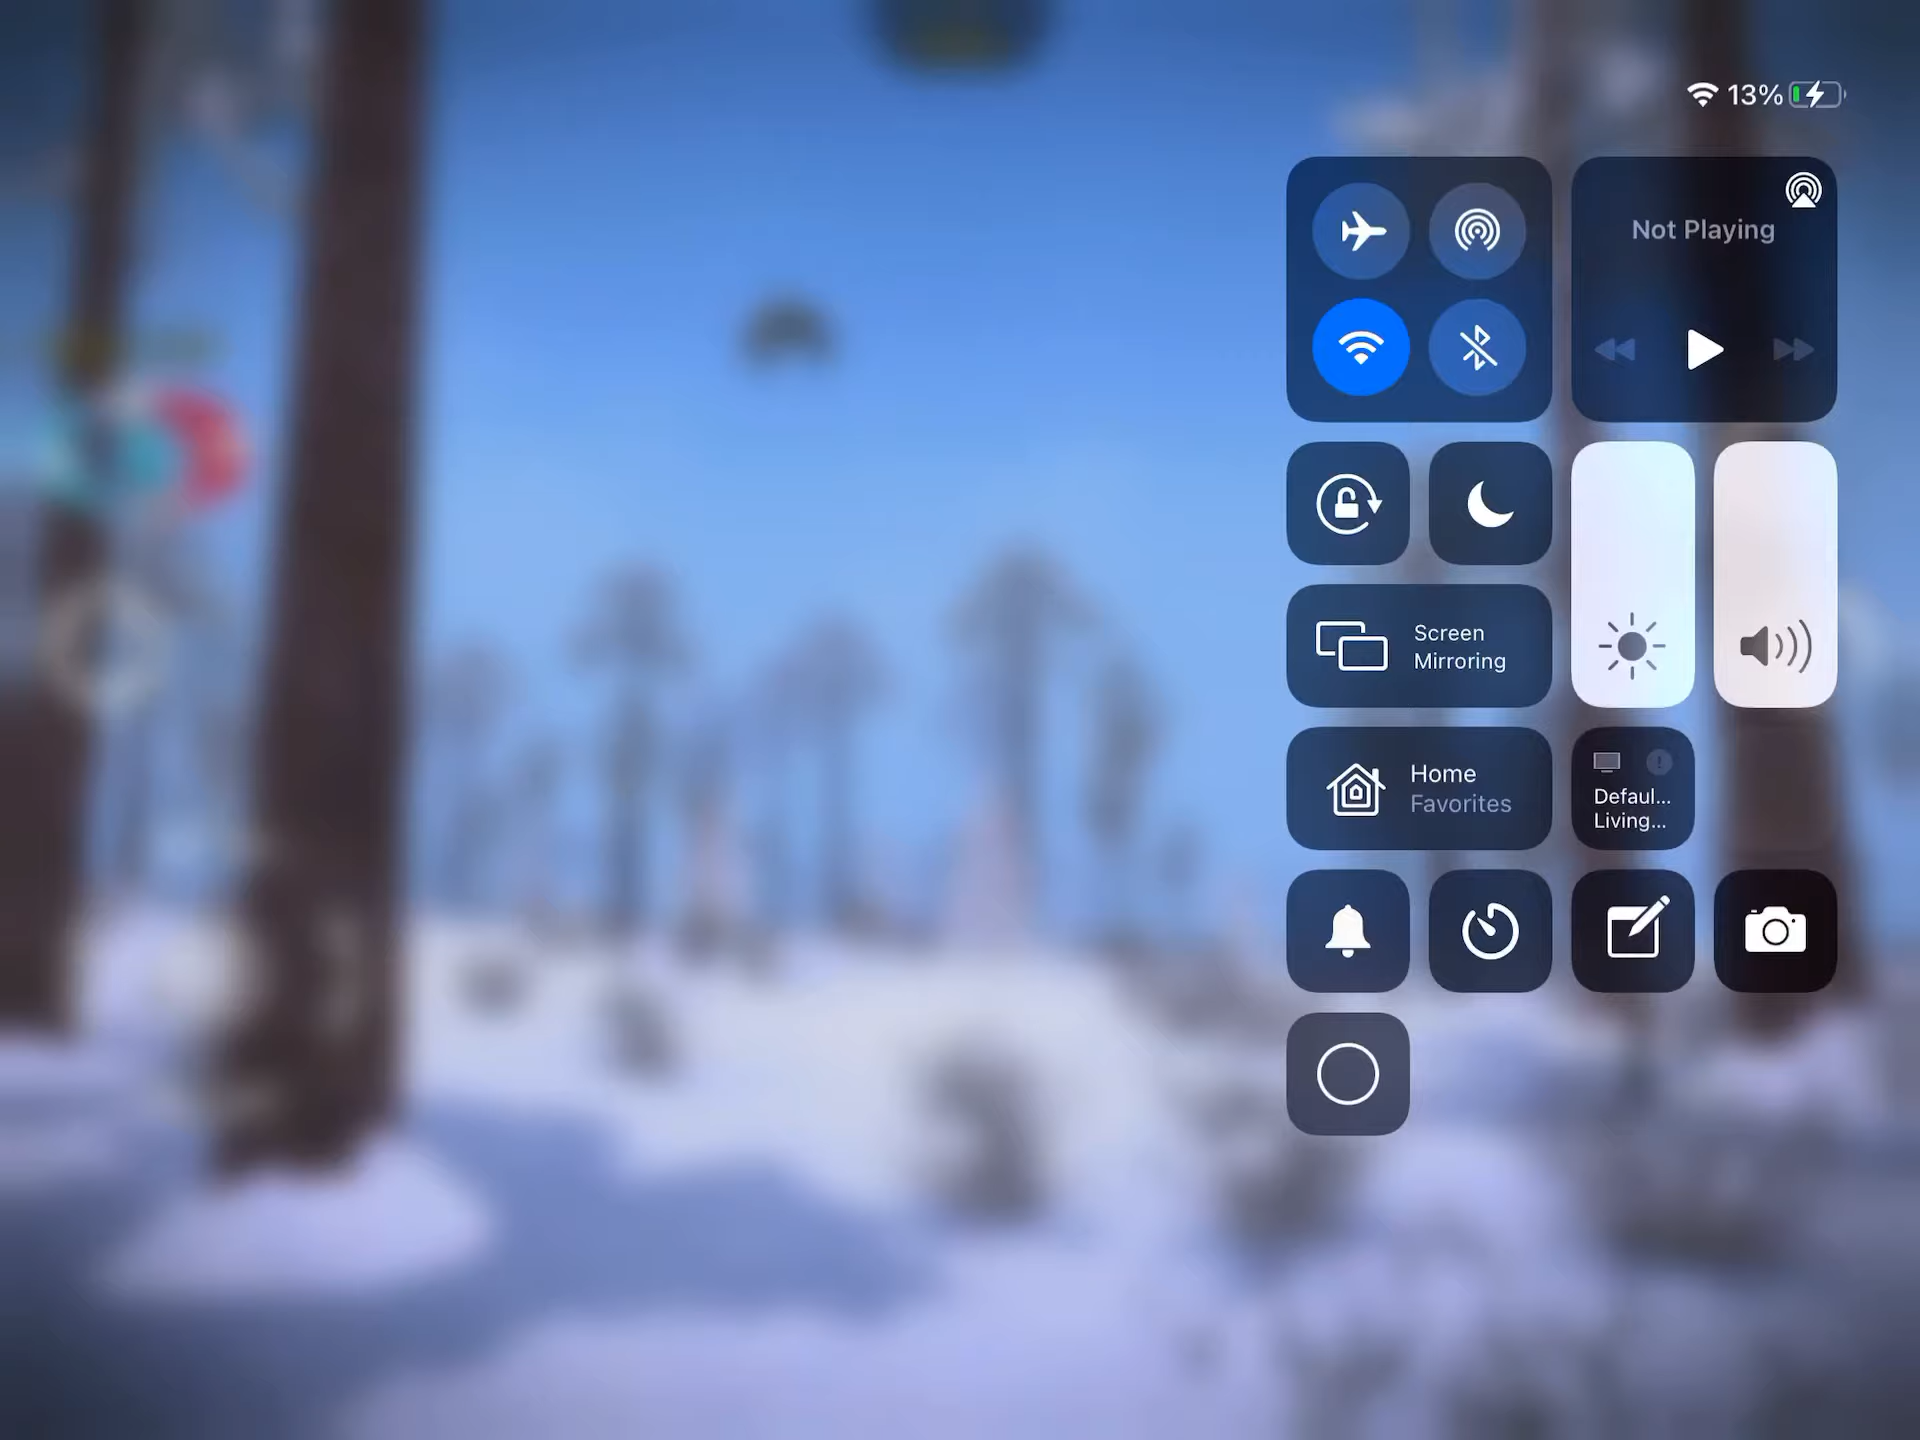 13%
Not Playing
Screen
Mirroring
Home
Favorites
Defaul...
Living...